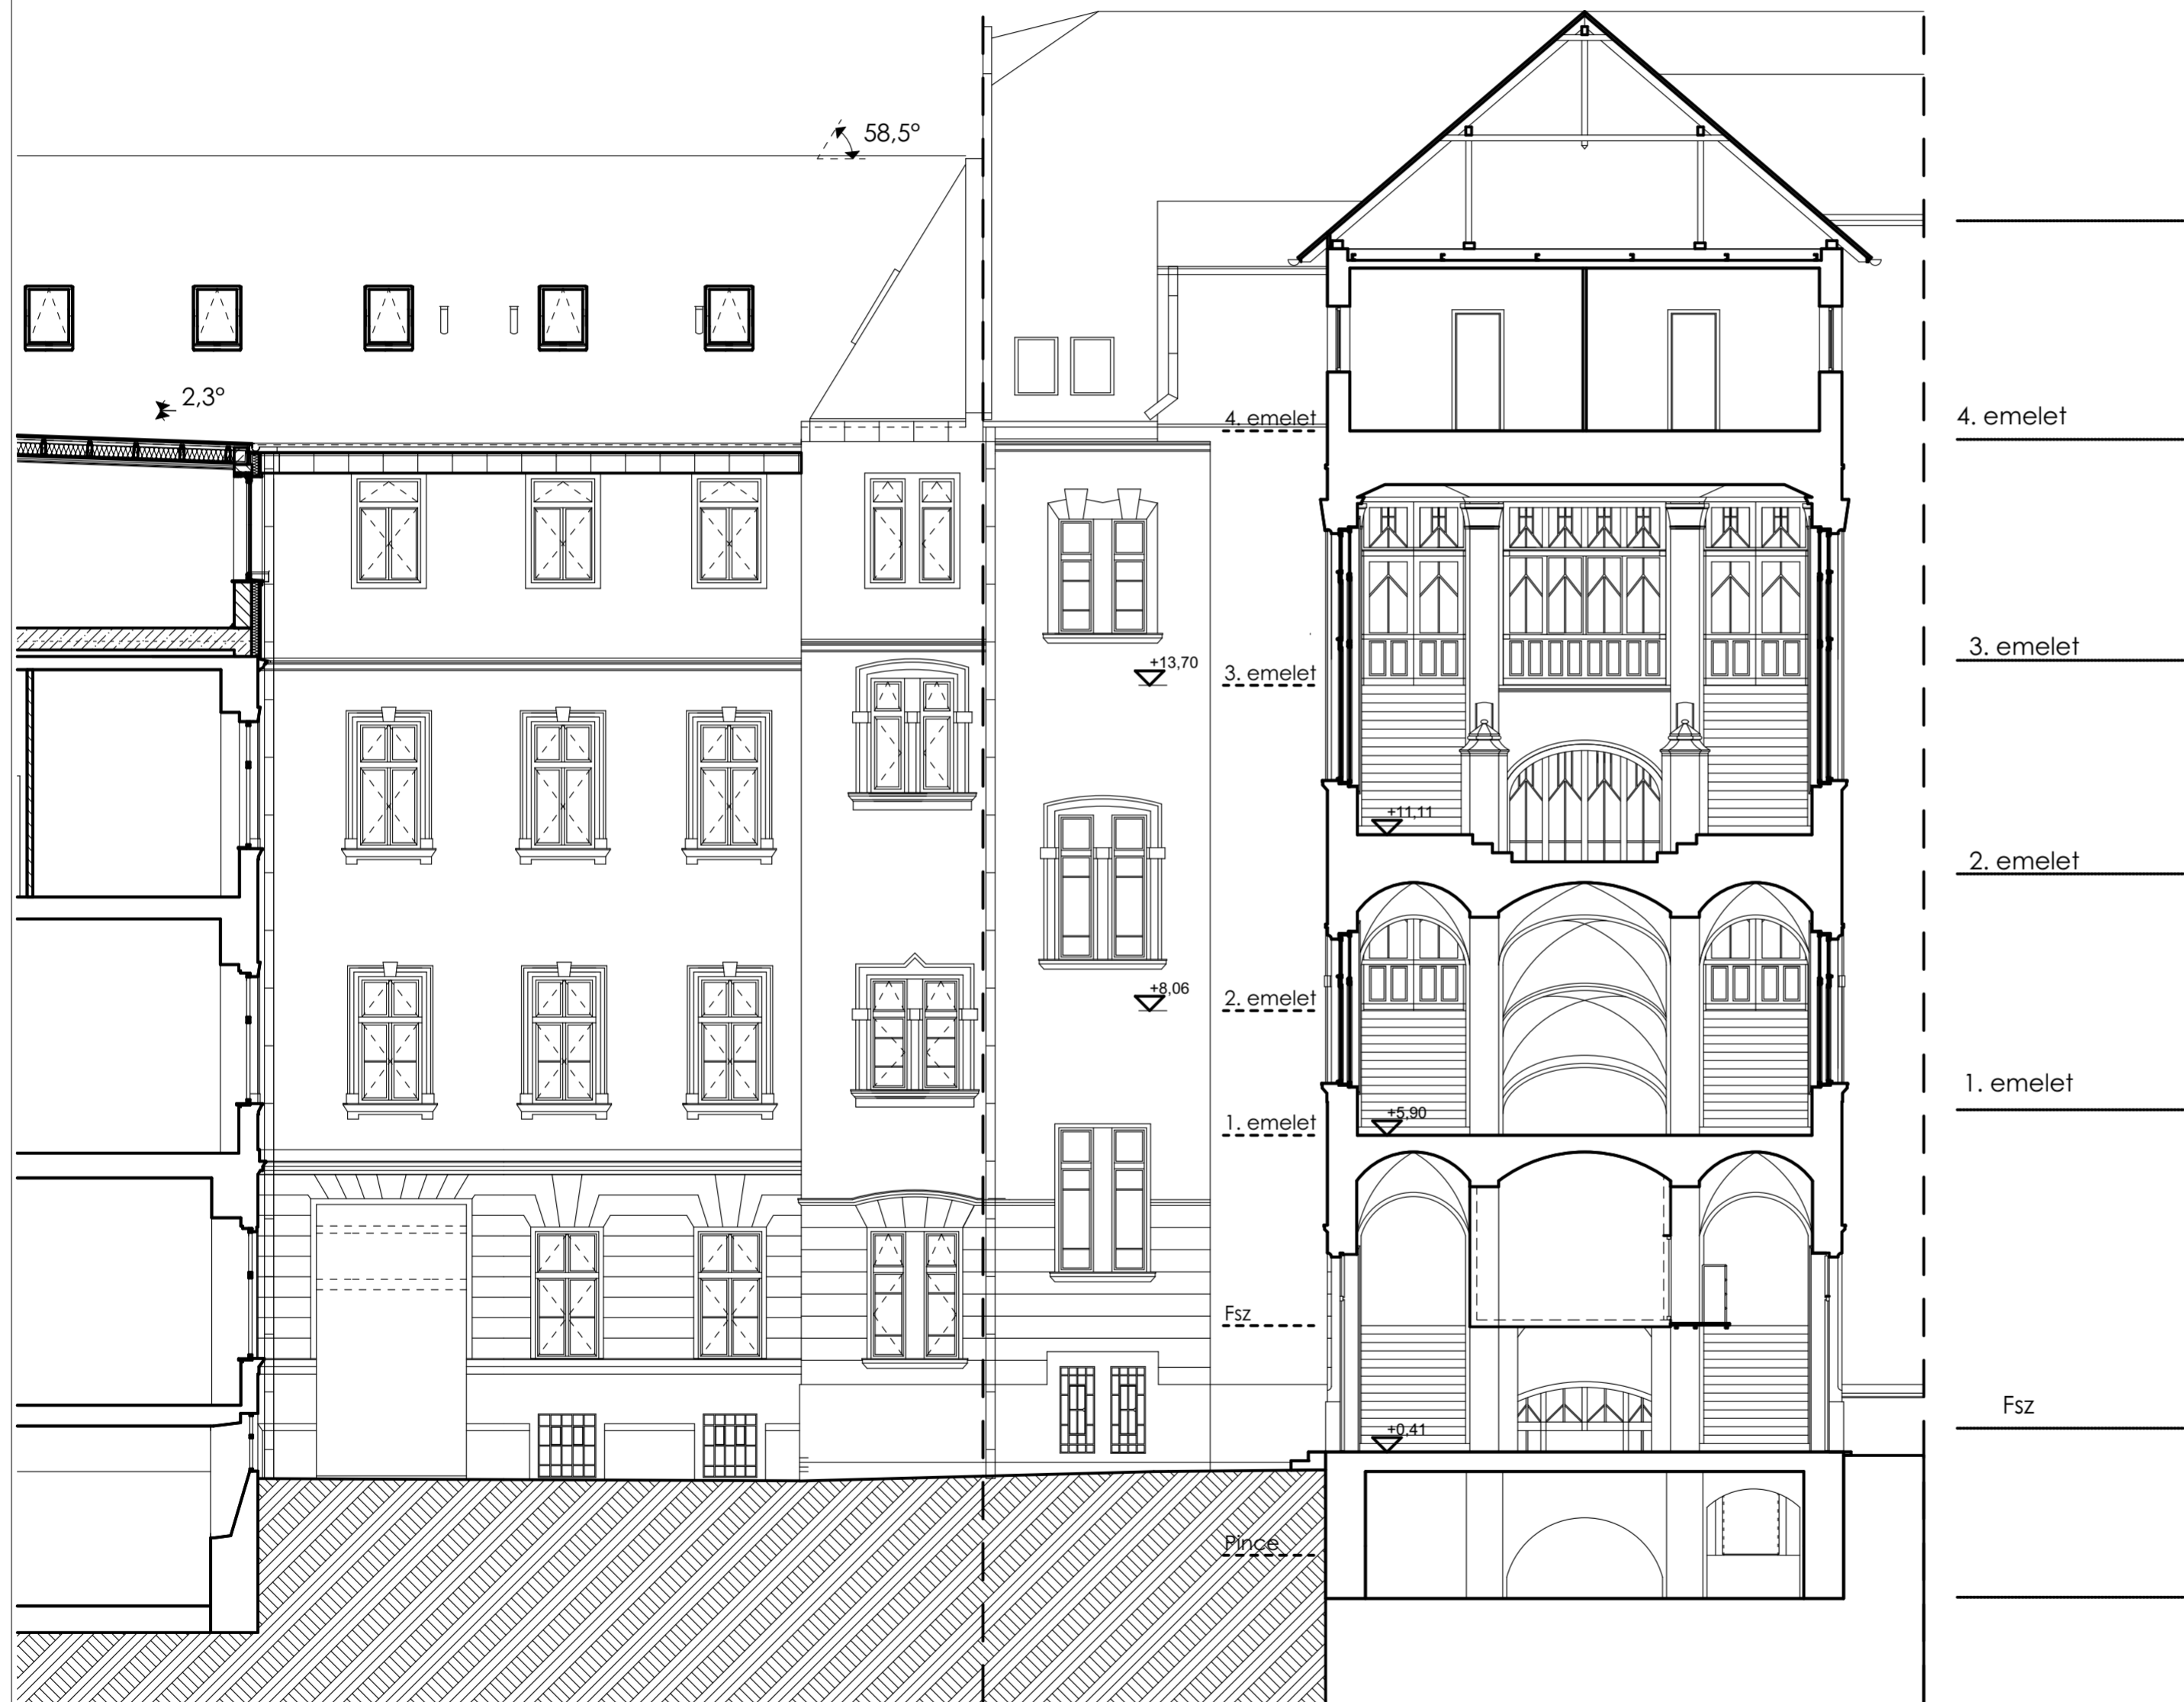 58,5°
2,3°
4. emelet
4. emelet
3. emelet
+13,70
3. emelet
+11,11
2. emelet
+8,06
2. emelet
1. emelet
+5,90
1. emelet
Fsz
Fsz
+0,41
Pince